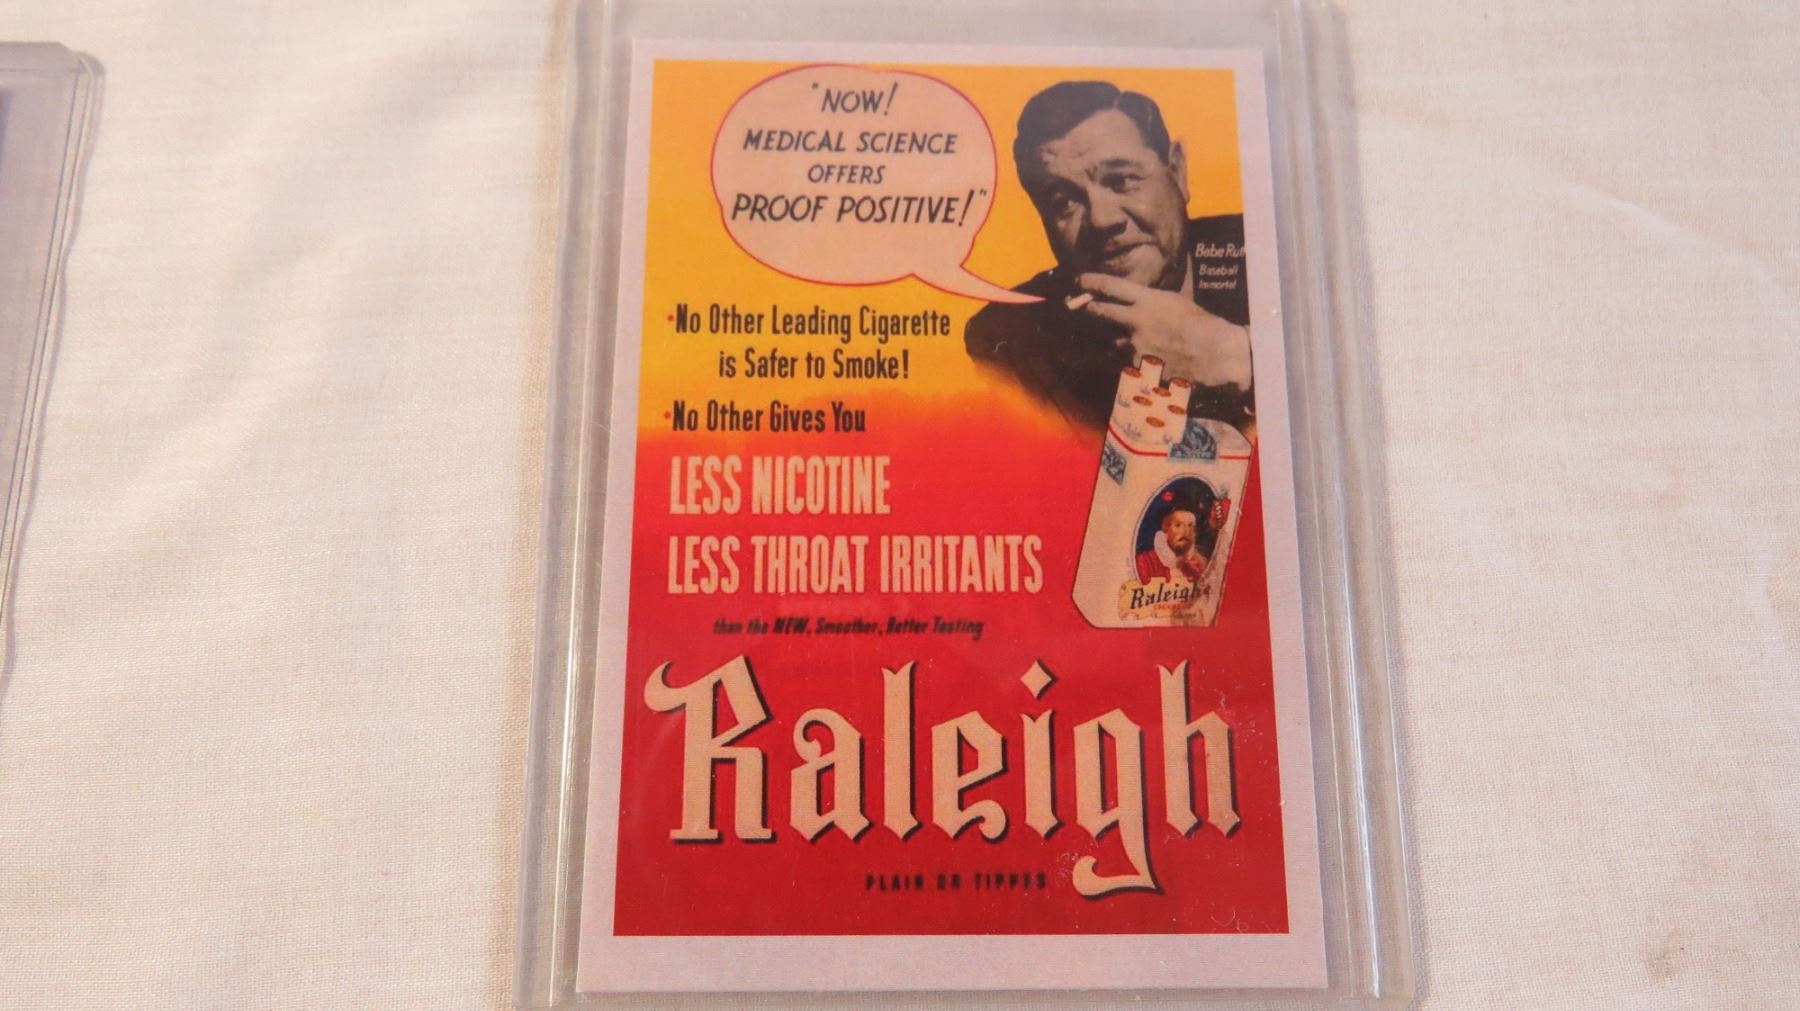 "NOW!
MEDICAL SCIENCE
OFFERS
PROOF POSITIVE!"
Babe Ruth
Baseball
Immortal
•No Other Leading Cigarette
is Safer to Smoke!
•No Other Gives You
LESS NICOTINE
LESS THROAT IRRITANTS
than the NEW, Smoother, Better Tasting
Raleigh
Raleigh
PLAIN OR TIPPED